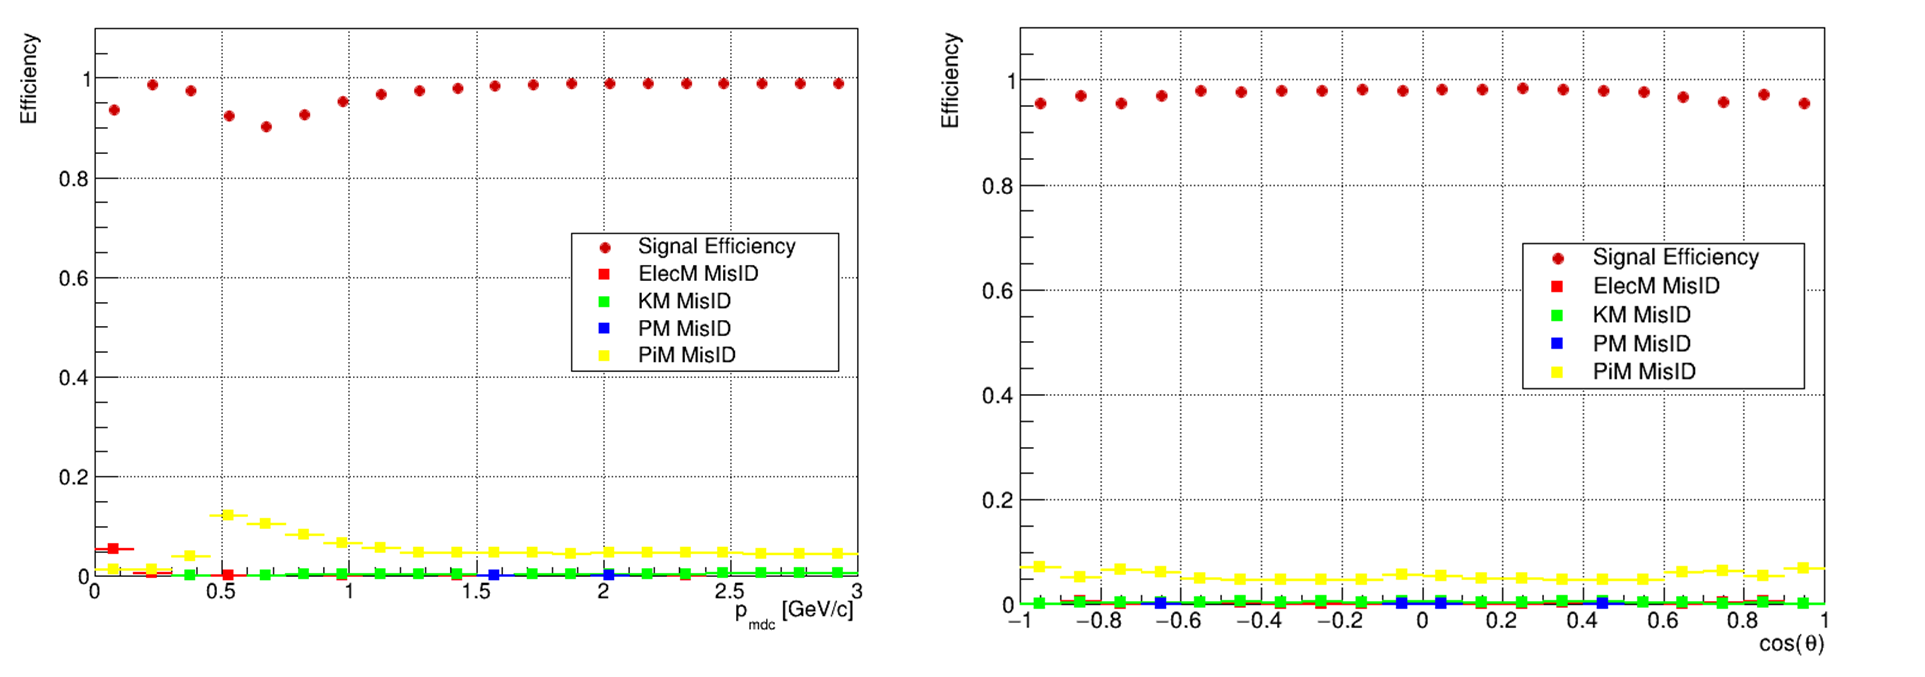 Efficiency
1
0.8
0.6
0.4
0.2
0
0 0.5 1 1.5 2 2.5 3
p mdc [GeV/c]
Signal Efficiency
ElecM MisID
KM MisID
PM MisID
PiM MisID
Efficiency
1
0.8
0.6
0.4
0.2
0
−1 −0.8 −0.6 −0.4 −0.2 0 0.2 0.4 0.6 0.8 1
cos(θ)
Signal Efficiency
ElecM MisID
KM MisID
PM MisID
PiM MisID